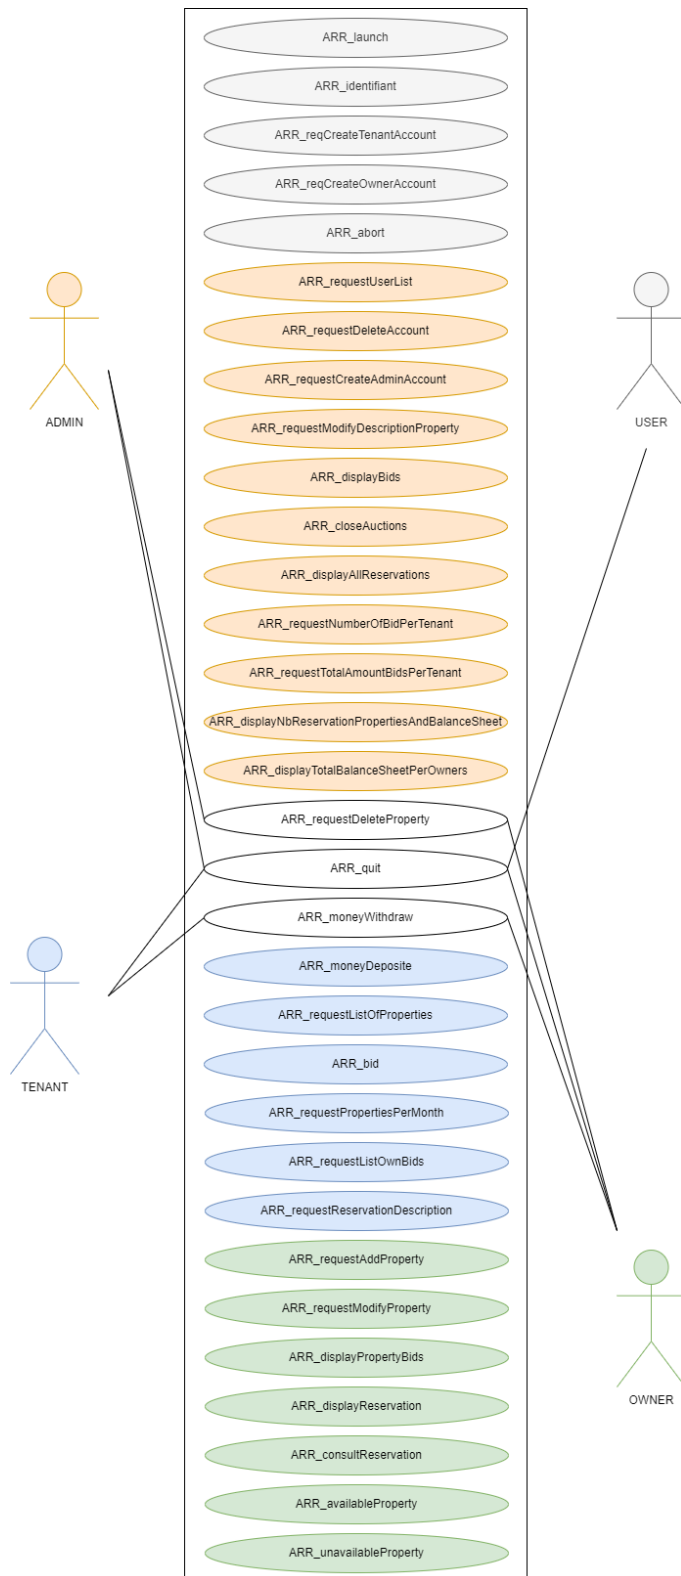 ARR_launch
ARR_identifiant
ARR_reqCreateTenantAccount
ARR_reqCreateOwnerAccount
ARR_abort
ARR_requestUserList
ARR_requestDeleteAccount
ARR_requestCreateAdminAccount
ADMIN
USER
ARR_requestModifyDescriptionProperty
ARR_displayBids
ARR_closeAuctions
ARR_displayAllReservations
ARR_requestNumberOfBidPerTenant
ARR_requestTotalAmountBidsPerTenant
ARR_displayNbReservationPropertiesAndBalanceSheet
ARR_displayTotalBalanceSheetPerOwners
ARR_requestDeleteProperty
ARR_quit
ARR_moneyWithdraw
ARR_moneyDeposite
ARR_requestListOfProperties
ARR_bid
TENANT
ARR_requestPropertiesPerMonth
ARR_requestListOwnBids
ARR_requestReservationDescription
ARR_requestAddProperty
ARR_requestModifyProperty
ARR_displayPropertyBids
OWNER
ARR_displayReservation
ARR_consultReservation
ARR_availableProperty
ARR_unavailableProperty